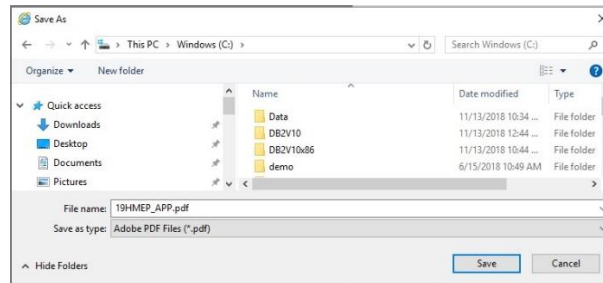 Save As
This PC > Windows (C:) >
Search Windows (C:)
Organize
New folder
Name
Date modified
Type
Quick access
Downloads
Desktop
Documents
Pictures
Data 11/13/2018 10:34 ... File folder
DB2V10 11/13/2018 12:44 ... File folder
DB2V10x86 11/13/2018 10:44 ... File folder
demo 6/15/2018 10:49 AM File folder
File name: 19HMEP_APP.pdf
Save as type: Adobe PDF Files (*.pdf)
Hide Folders
Save
Cancel